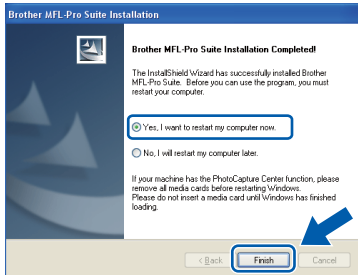 Brother MFL-Pro Suite Installation
Brother MFL-Pro Suite Installation Completed!
The InstallShield Wizard has successfully installed Brother
MFL-Pro Suite. Before you can use the program, you must
restart your computer.
Yes, I want to restart my computer now.
No, I will restart my computer later.
If your machine has the PhotoCapture Center function, please
remove all media cards before restarting Windows.
Please do not insert a media card until Windows has finished
loading.
< Back Finish Cancel